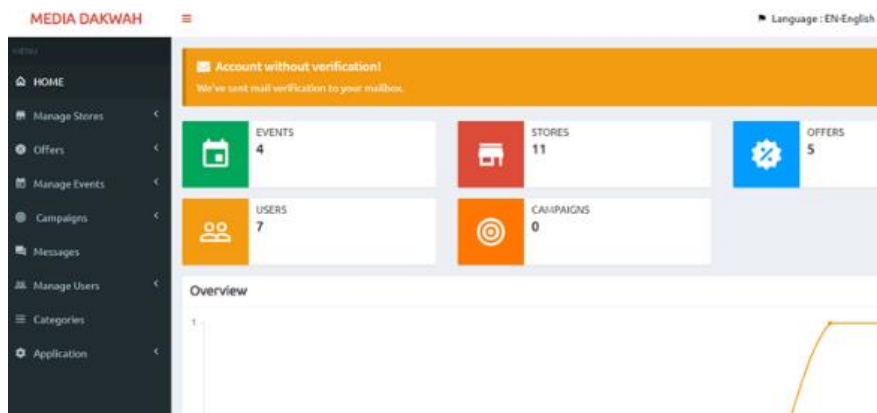 MEDIA DAKWAH
Language : EN-English
MENU
HOME
Manage Stores
Offers
Manage Events
Campaigns
Messages
Manage Users
Categories
Application
Account without verification!
We've sent mail verification to your mailbox.
EVENTS
4
STORES
11
OFFERS
5
USERS
7
CAMPAIGNS
0
Overview
1